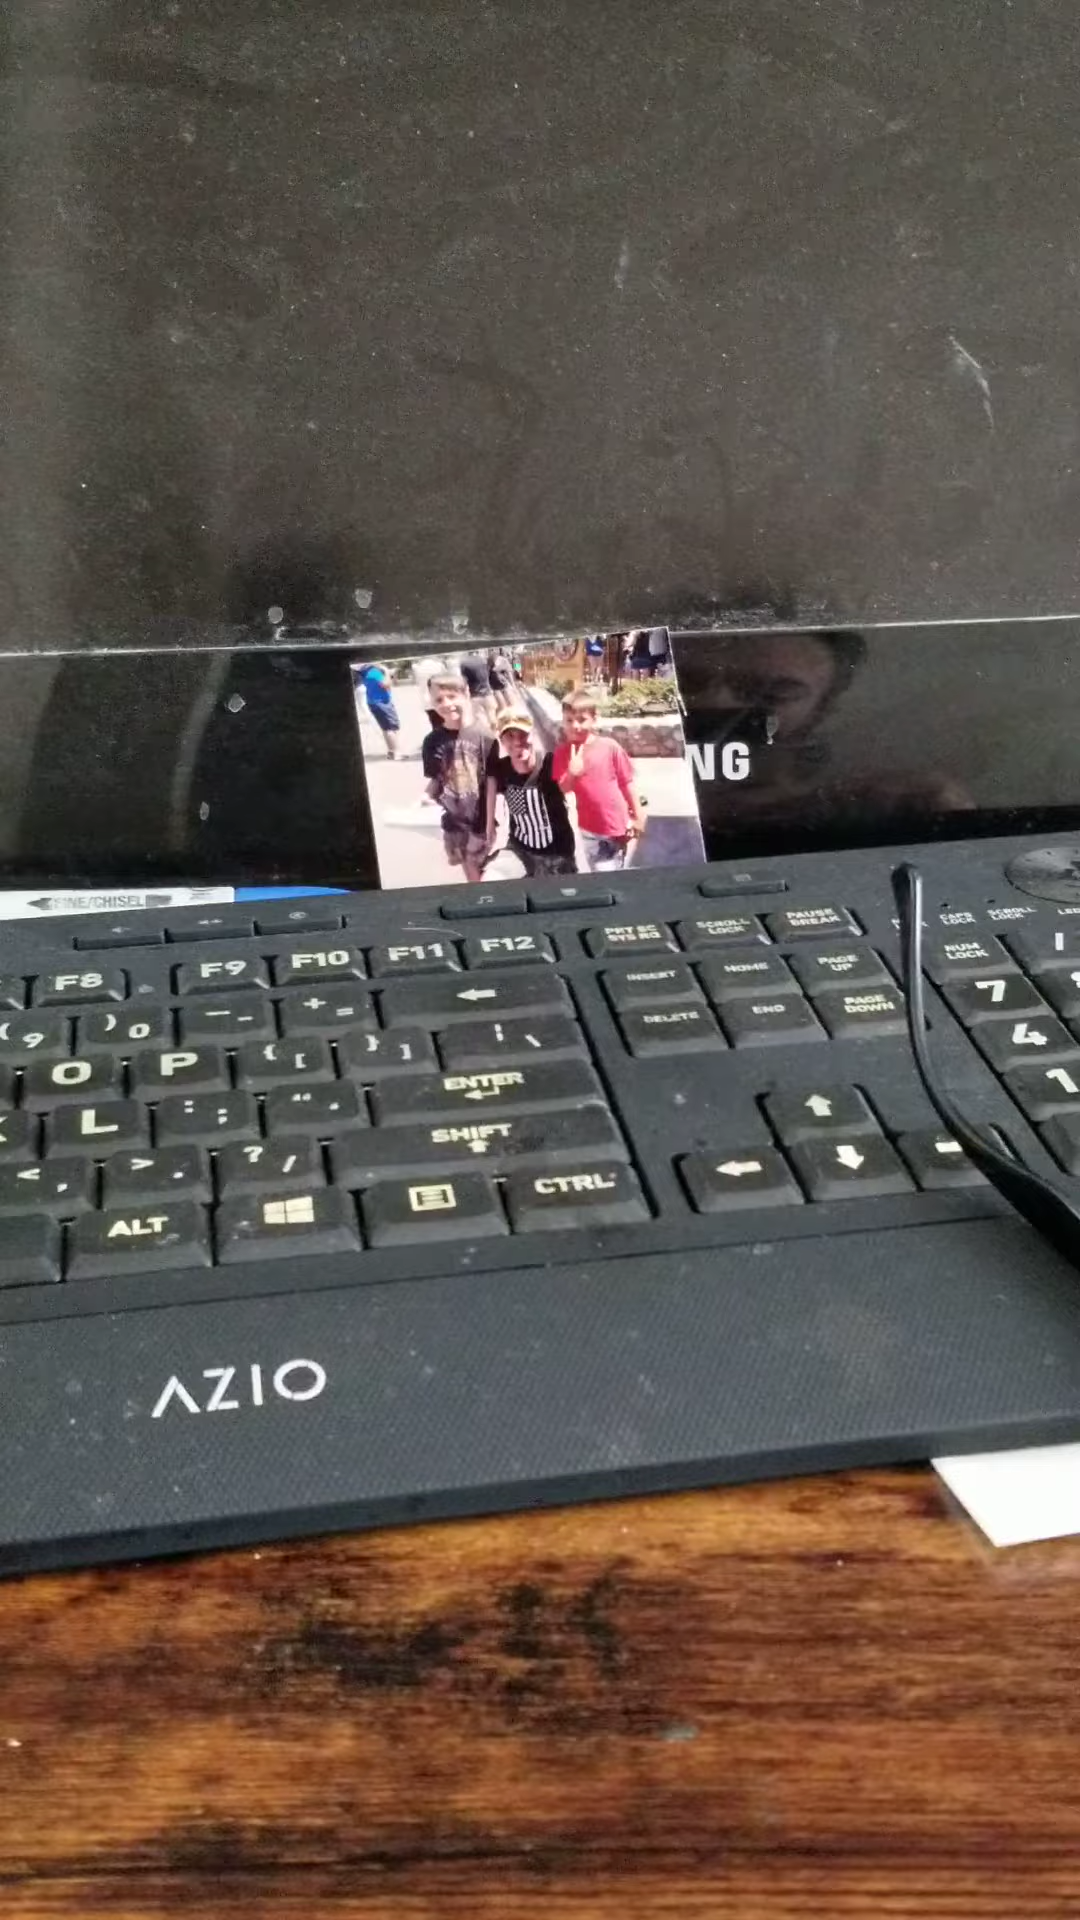 NG
FINE/CHISEL
F8 F9 F10 F11 F12 PRT SC SYS RQ SCROLL LOCK PAUSE BREAK CAPS LOCK SCROLL LOCK
( 9 ) 0 _ - + = ← INSERT HOME PAGE UP NUM LOCK /
O P { [ } ] | \ DELETE END PAGE DOWN 7
L : ; ENTER 4
< , > . ? / SHIFT ↑ 1
ALT CTRL ← ↓
AZIO